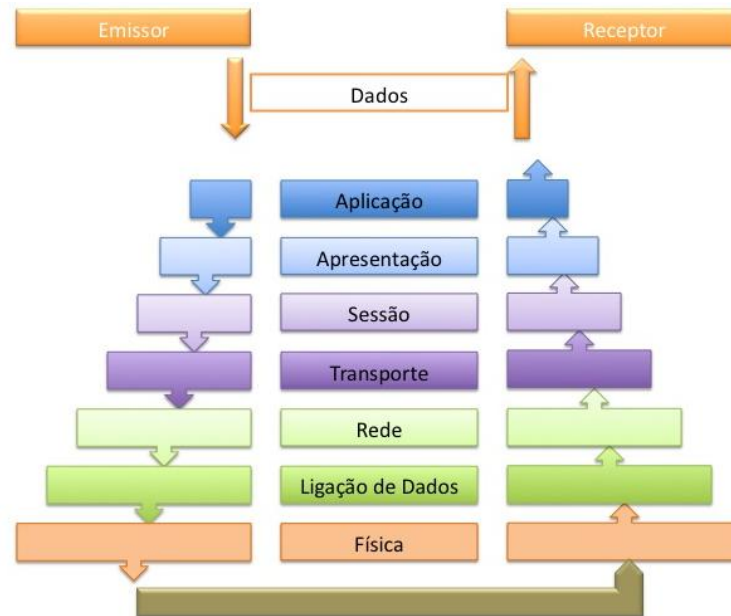 Emissor
Receptor
Dados
Aplicação
Apresentação
Sessão
Transporte
Rede
Ligação de Dados
Física